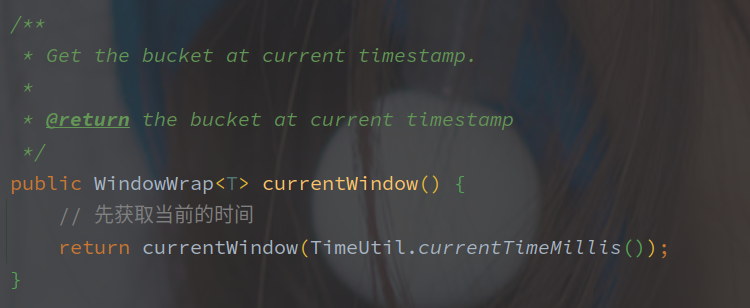 /**
 * Get the bucket at current timestamp.
 *
 * @return the bucket at current timestamp
 */
public WindowWrap<T> currentWindow() {
    // 先获取当前的时间
    return currentWindow(TimeUtil.currentTimeMillis());
}